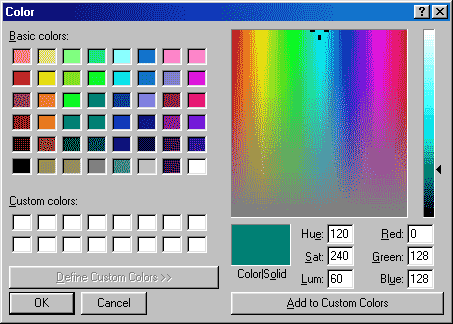 Color
Basic colors:
Custom colors:
Define Custom Colors >>
OK
Cancel
Color|Solid
Hue: 120
Sat: 240
Lum: 60
Red: 0
Green: 128
Blue: 128
Add to Custom Colors